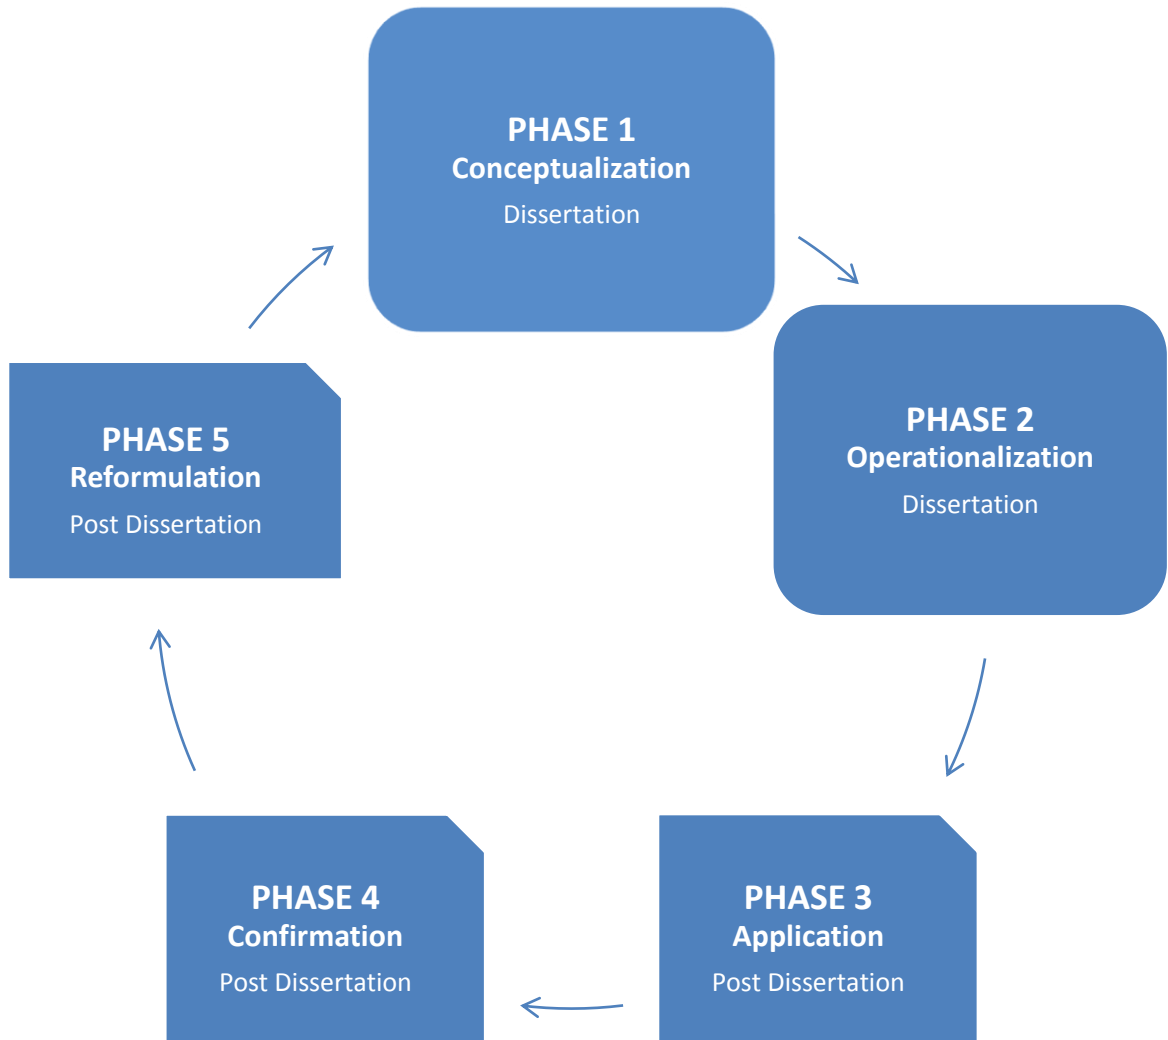 PHASE 1
Conceptualization
Dissertation
PHASE 2
Operationalization
Dissertation
PHASE 3
Application
Post Dissertation
PHASE 4
Confirmation
Post Dissertation
PHASE 5
Reformulation
Post Dissertation